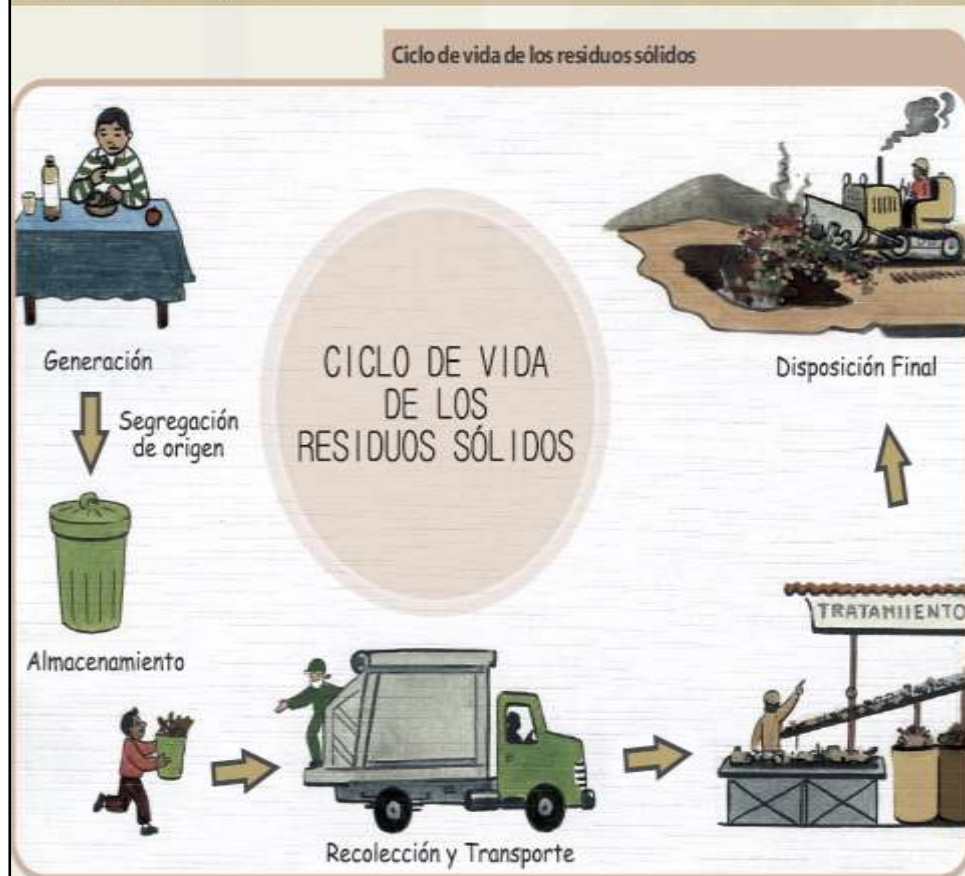 Ciclo de vida de los residuos sólidos
CICLO DE VIDA
DE LOS
RESIDUOS SÓLIDOS
Generación
Segregación
de origen
Almacenamiento
Recolección y Transporte
TRATAMIENTO
Disposición Final